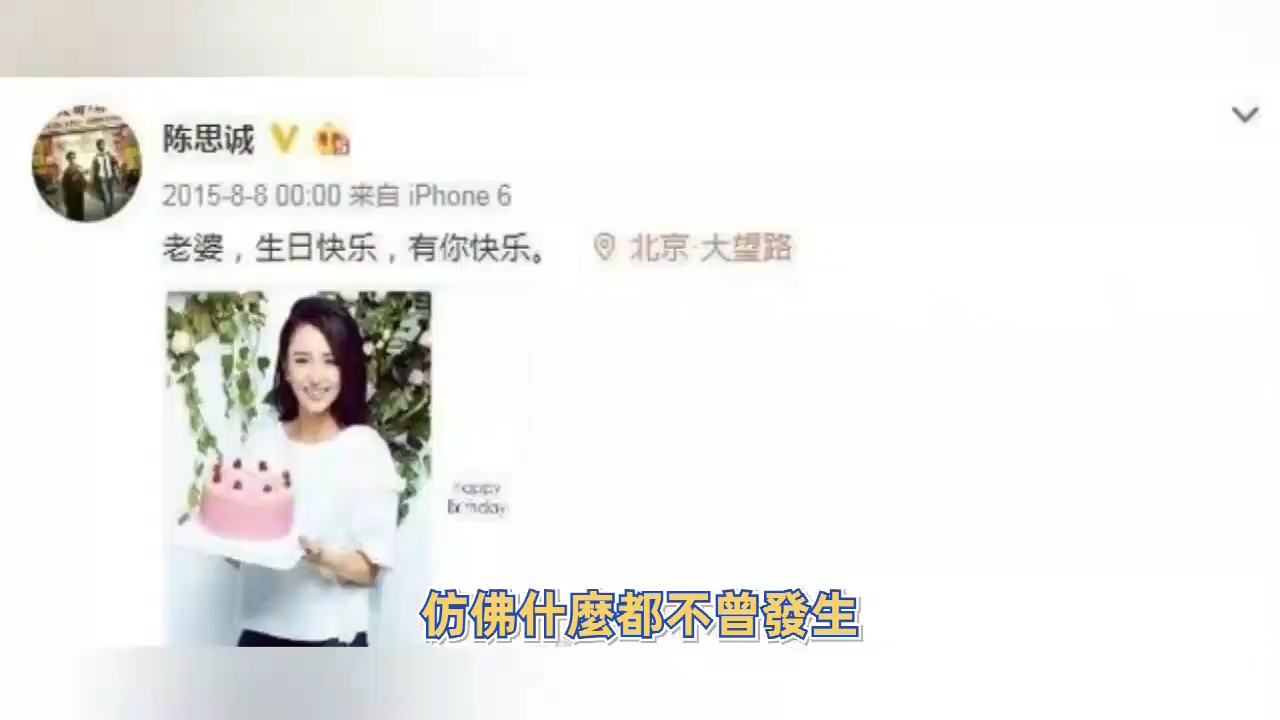 陈思诚
2015-8-8 00:00 来自 iPhone 6
老婆，生日快乐，有你快乐。 北京·大望路
Happy
Birthday
仿佛什麼都不曾發生